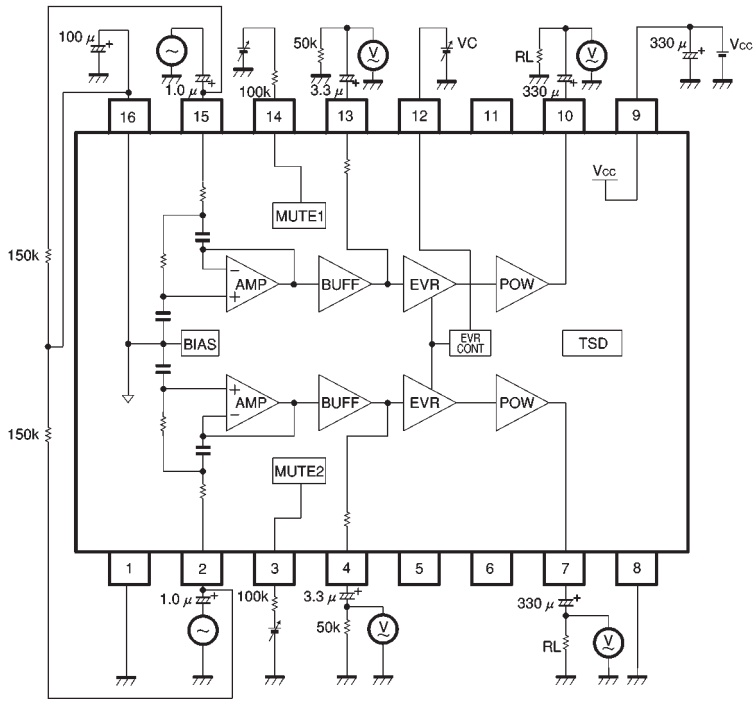 100 μ
50k
VC
RL
330 μ
VCC
1.0 μ
100k
3.3 μ
330 μ
16
15
14
13
12
11
10
9
VCC
MUTE1
150k
AMP
BUFF
EVR
POW
BIAS
EVR
CONT
TSD
150k
AMP
BUFF
EVR
POW
MUTE2
1
2
3
4
5
6
7
8
1.0 μ
100k
3.3 μ
330 μ
50k
V
RL
V
V
V
+
+
+
+
+
+
+
+
+
−
+
+
−
~
~